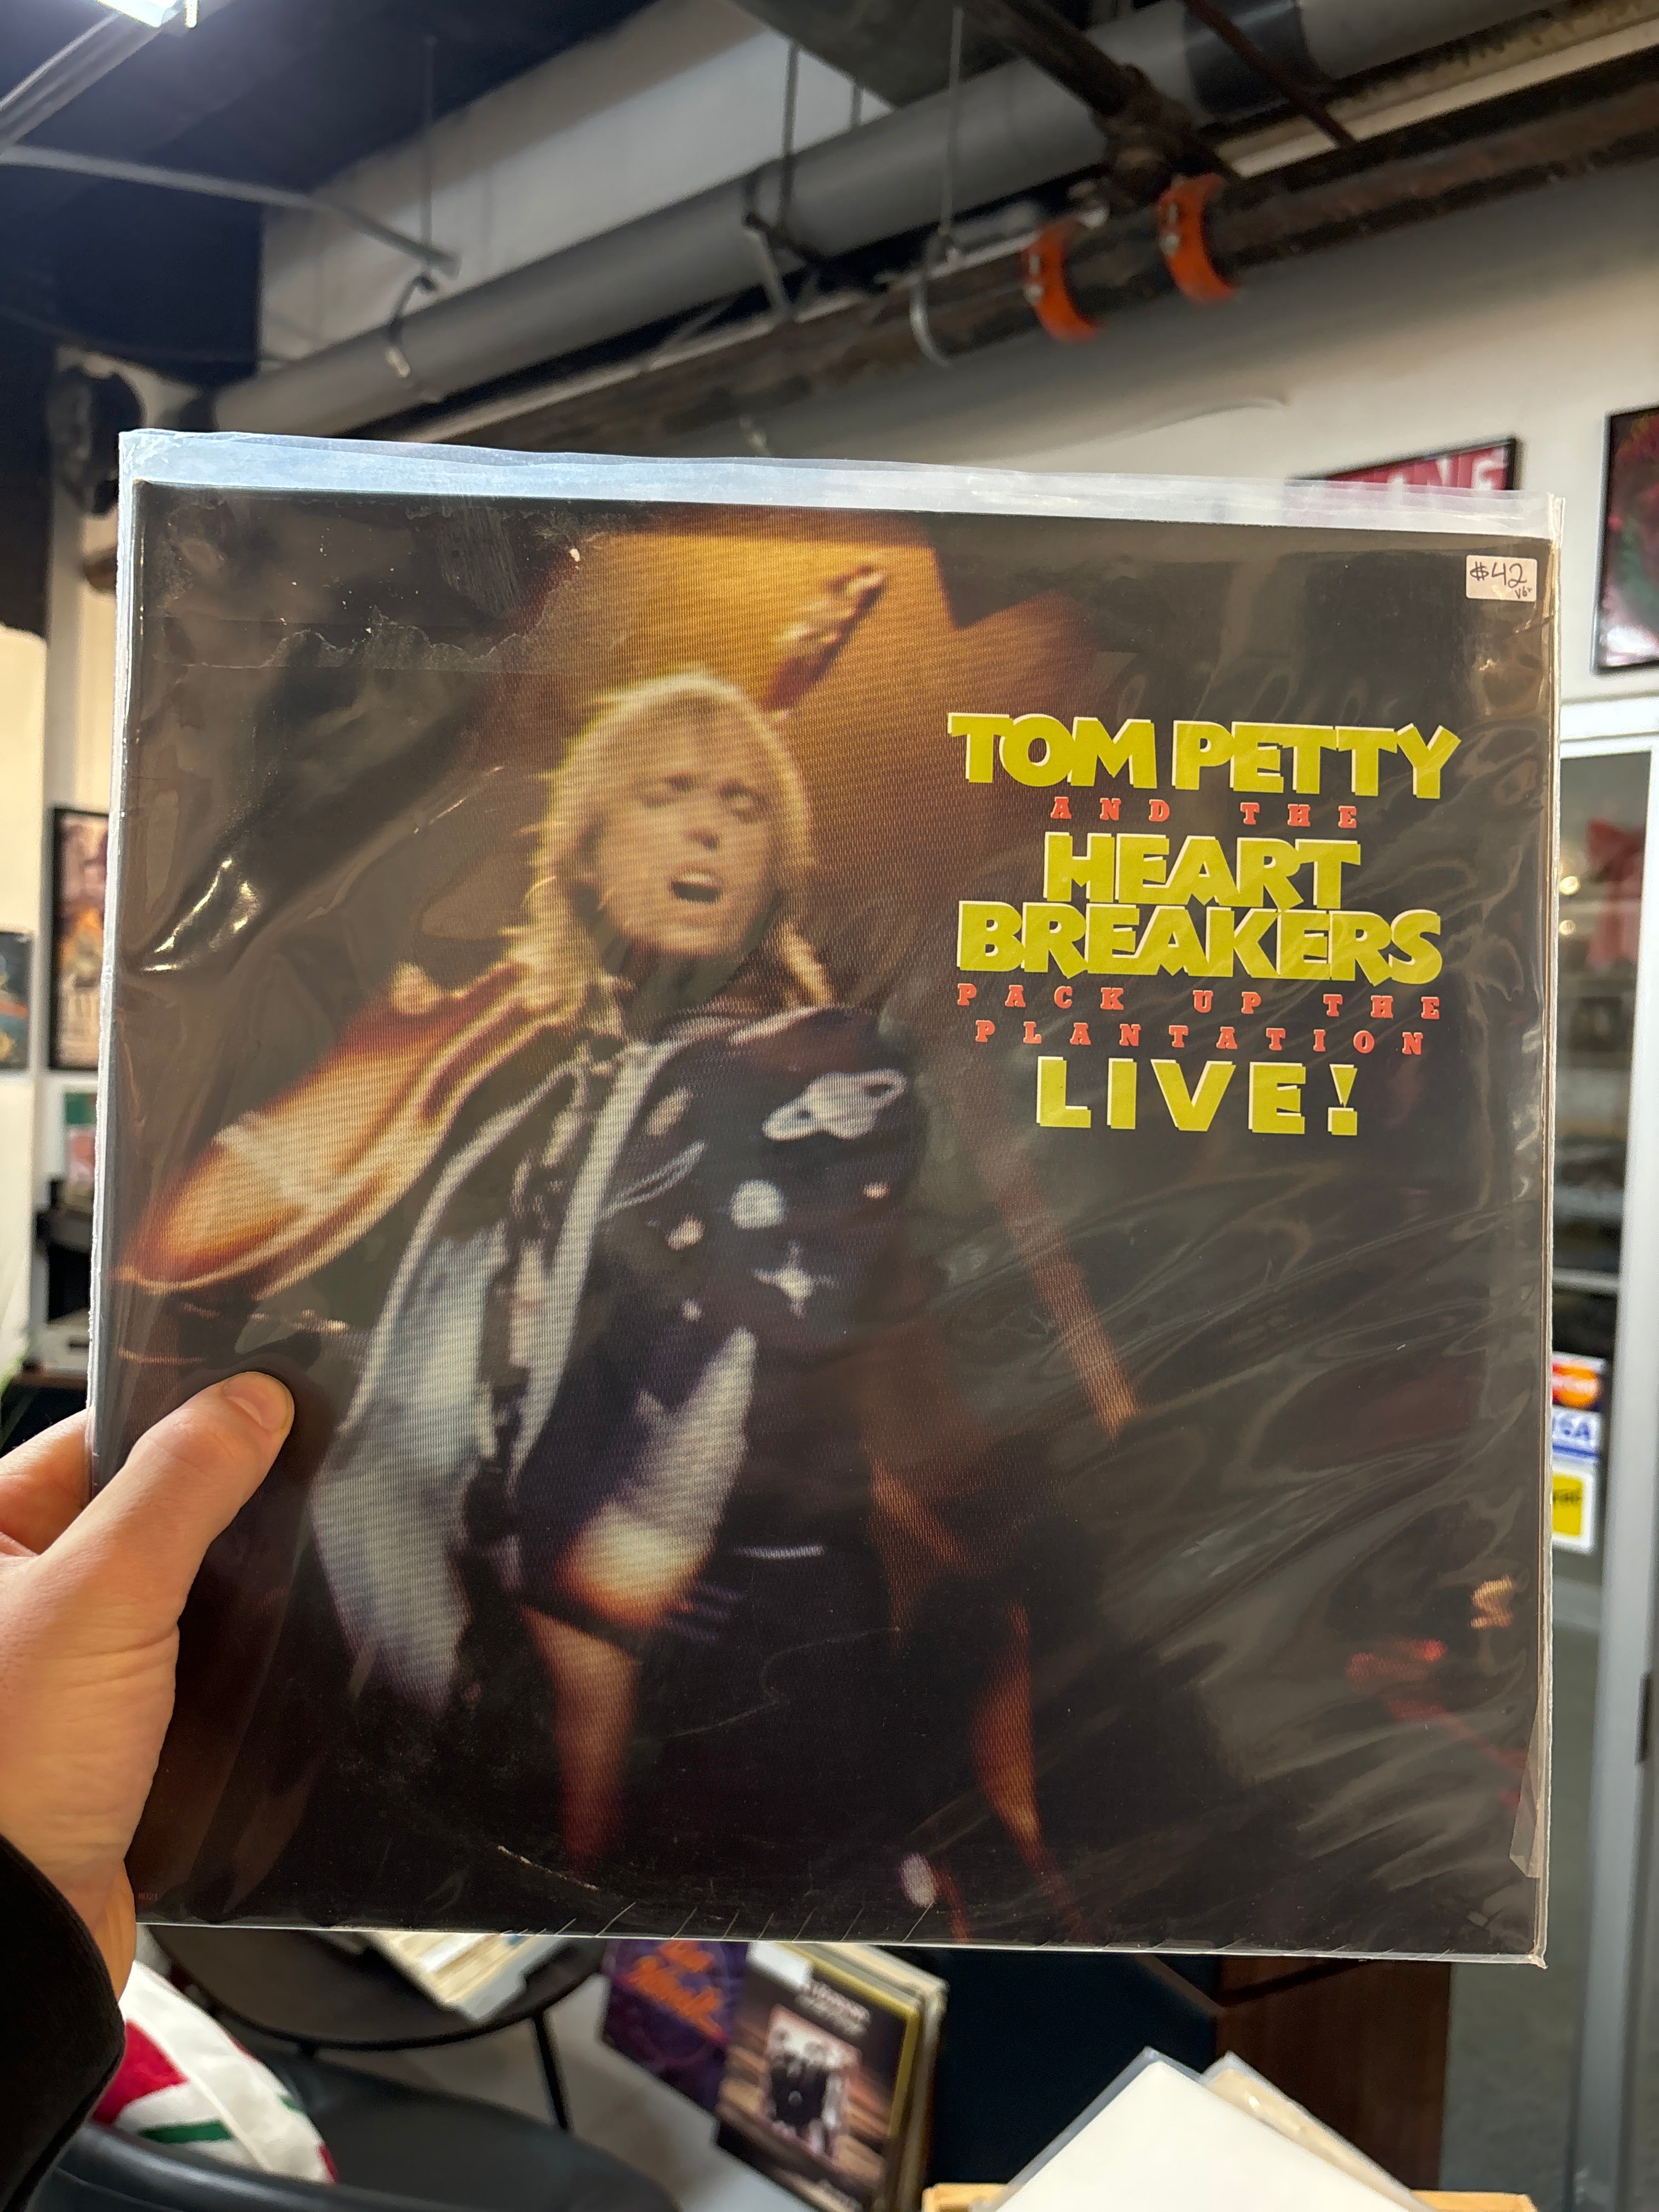 $42
TOM PETTY
AND THE
HEART
BREAKERS
PACK UP THE
PLANTATION
LIVE!